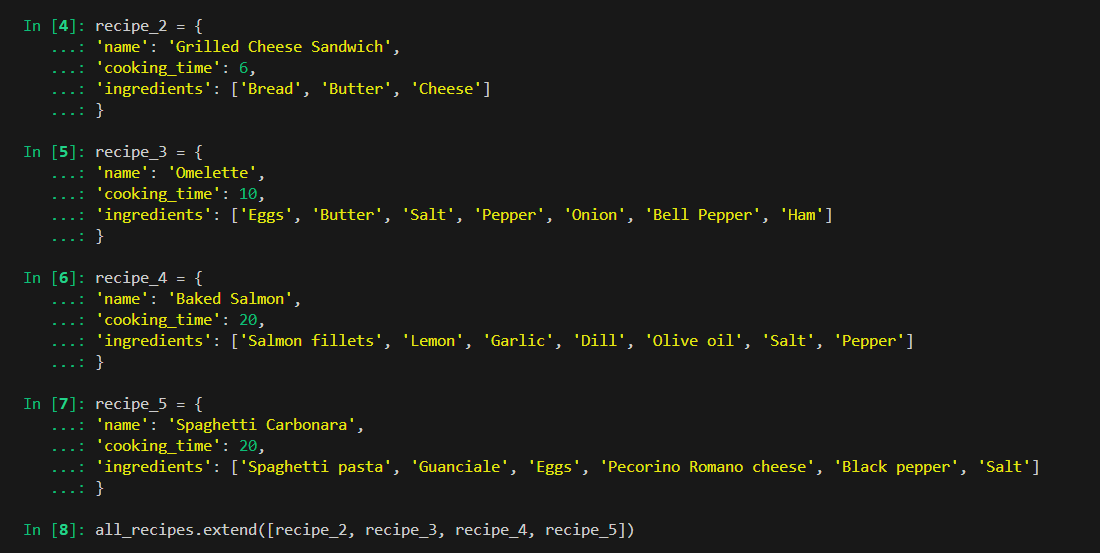 In [4]: recipe_2 = {
   ...: 'name': 'Grilled Cheese Sandwich',
   ...: 'cooking_time': 6,
   ...: 'ingredients': ['Bread', 'Butter', 'Cheese']
   ...: }
In [5]: recipe_3 = {
   ...: 'name': 'Omelette',
   ...: 'cooking_time': 10,
   ...: 'ingredients': ['Eggs', 'Butter', 'Salt', 'Pepper', 'Onion', 'Bell Pepper', 'Ham']
   ...: }
In [6]: recipe_4 = {
   ...: 'name': 'Baked Salmon',
   ...: 'cooking_time': 20,
   ...: 'ingredients': ['Salmon fillets', 'Lemon', 'Garlic', 'Dill', 'Olive oil', 'Salt', 'Pepper']
   ...: }
In [7]: recipe_5 = {
   ...: 'name': 'Spaghetti Carbonara',
   ...: 'cooking_time': 20,
   ...: 'ingredients': ['Spaghetti pasta', 'Guanciale', 'Eggs', 'Pecorino Romano cheese', 'Black pepper', 'Salt']
   ...: }
In [8]: all_recipes.extend([recipe_2, recipe_3, recipe_4, recipe_5])